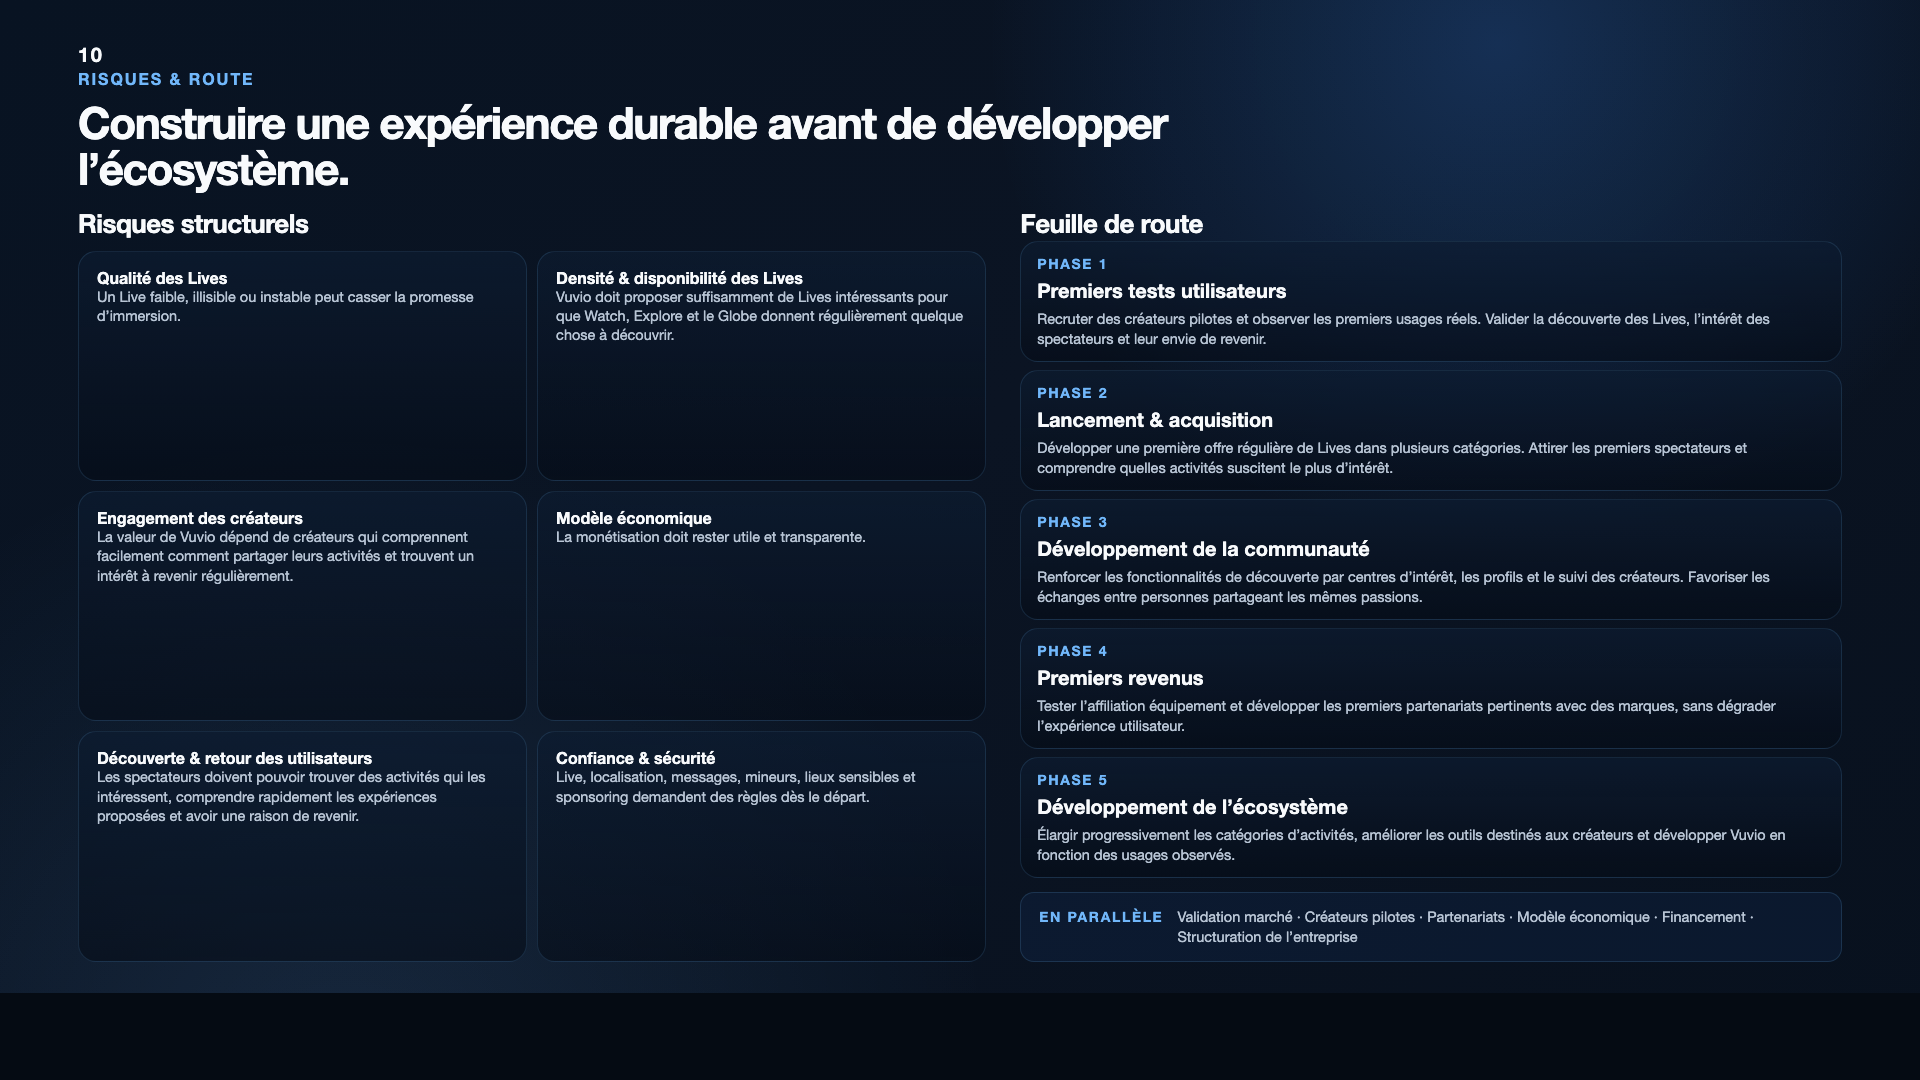 10
RISQUES & ROUTE
Construire une expérience durable avant de développer
l’écosystème.
Risques structurels
Qualité des Lives
Un Live faible, illisible ou instable peut casser la promesse
d’immersion.
Densité & disponibilité des Lives
Vuvio doit proposer suffisamment de Lives intéressants pour
que Watch, Explore et le Globe donnent régulièrement quelque
chose à découvrir.
Engagement des créateurs
La valeur de Vuvio dépend de créateurs qui comprennent
facilement comment partager leurs activités et trouvent un
intérêt à revenir régulièrement.
Modèle économique
La monétisation doit rester utile et transparente.
Découverte & retour des utilisateurs
Les spectateurs doivent pouvoir trouver des activités qui les
intéressent, comprendre rapidement les expériences
proposées et avoir une raison de revenir.
Confiance & sécurité
Live, localisation, messages, mineurs, lieux sensibles et
sponsoring demandent des règles dès le départ.
Feuille de route
PHASE 1
Premiers tests utilisateurs
Recruter des créateurs pilotes et observer les premiers usages réels. Valider la découverte des Lives, l’intérêt des
spectateurs et leur envie de revenir.
PHASE 2
Lancement & acquisition
Développer une première offre régulière de Lives dans plusieurs catégories. Attirer les premiers spectateurs et
comprendre quelles activités suscitent le plus d’intérêt.
PHASE 3
Développement de la communauté
Renforcer les fonctionnalités de découverte par centres d’intérêt, les profils et le suivi des créateurs. Favoriser les
échanges entre personnes partageant les mêmes passions.
PHASE 4
Premiers revenus
Tester l’affiliation équipement et développer les premiers partenariats pertinents avec des marques, sans dégrader
l’expérience utilisateur.
PHASE 5
Développement de l’écosystème
Élargir progressivement les catégories d’activités, améliorer les outils destinés aux créateurs et développer Vuvio en
fonction des usages observés.
EN PARALLÈLE Validation marché · Créateurs pilotes · Partenariats · Modèle économique · Financement ·
Structuration de l’entreprise